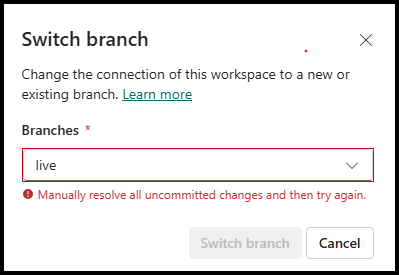 Switch branch
Change the connection of this workspace to a new or
existing branch. Learn more
Branches *
live
Manually resolve all uncommitted changes and then try again.
Switch branch Cancel